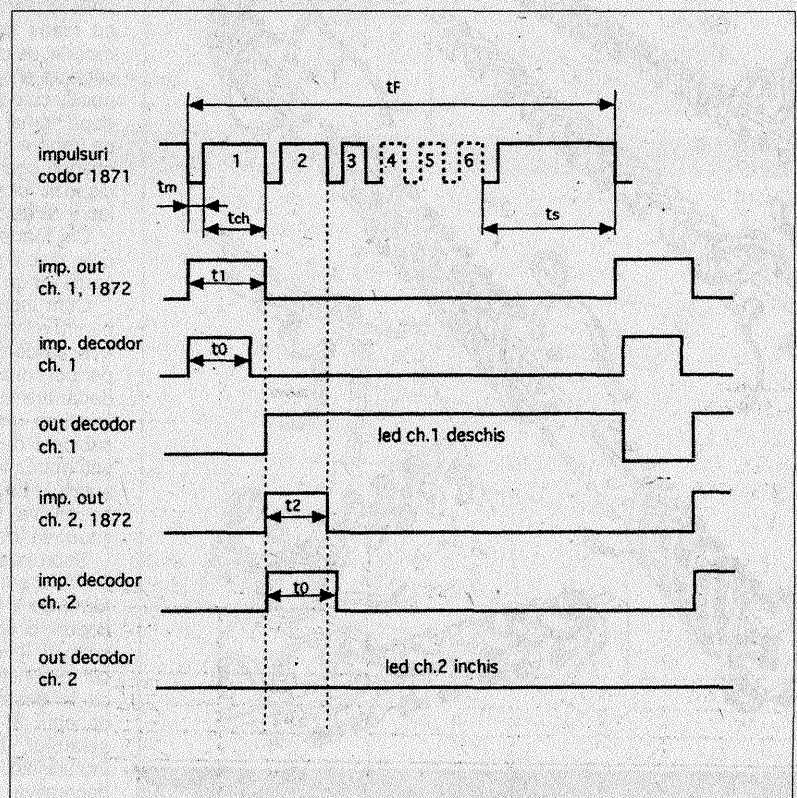 tF
impulsuri
codor 1871
1 2 3 4 5 6
tm
tch
ts
imp. out
ch. 1, 1872
t1
imp. decodor
ch. 1
t0
out decodor
ch. 1
led ch.1 deschis
imp. out
ch. 2, 1872
t2
imp. decodor
ch. 2
t0
out decodor
ch. 2
led ch.2 inchis